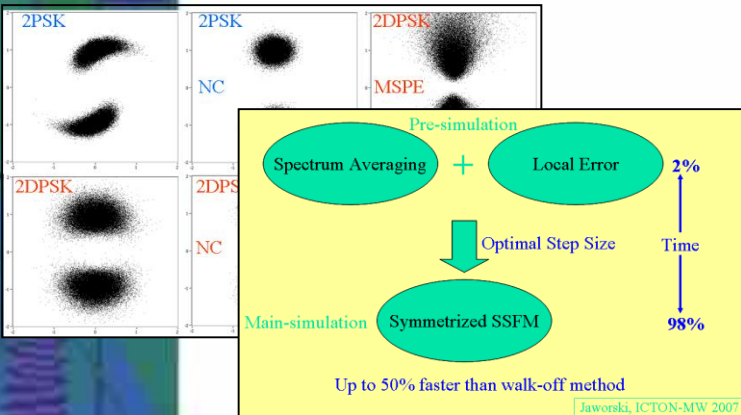 2PSK
2PSK
2DPSK
NC
MSPE
2DPSK
2DPS
NC
Pre-simulation
Spectrum Averaging + Local Error 2%
Optimal Step Size
Time
Main-simulation Symmetrized SSFM 98%
Up to 50% faster than walk-off method
Jaworski, ICTON-MW 2007